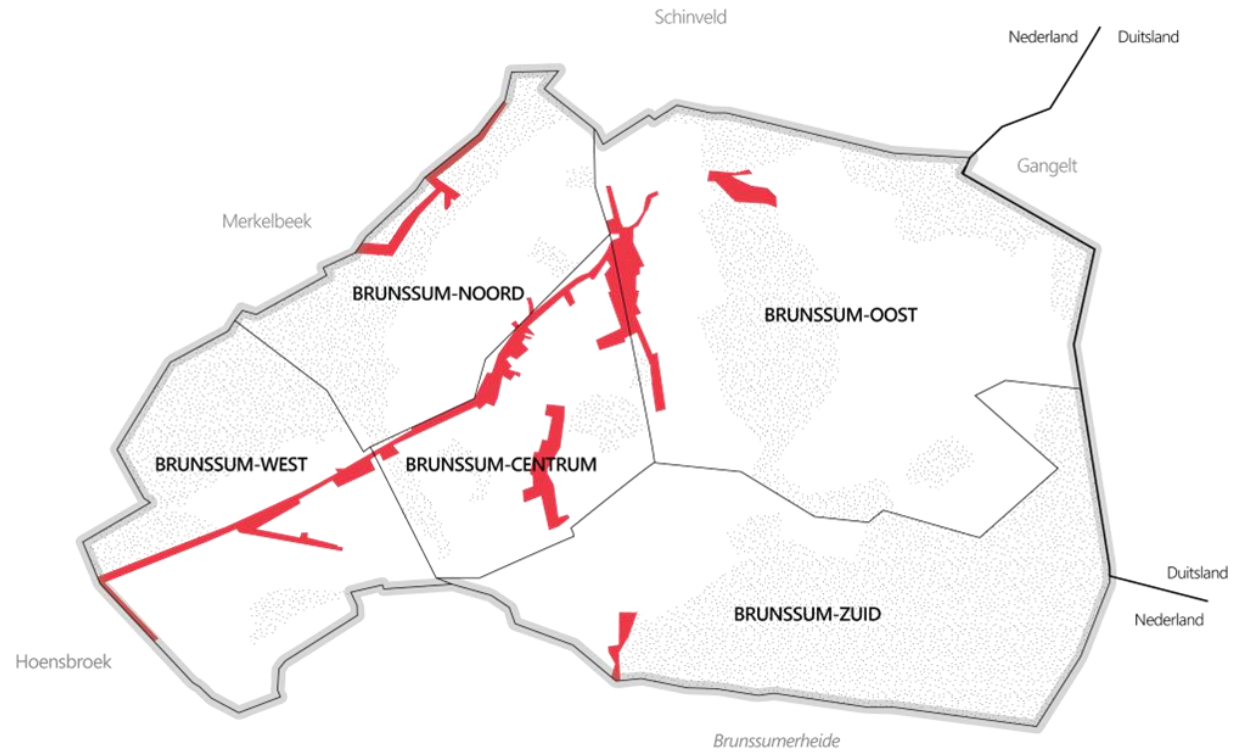 Schinveld
Nederland
Duitsland
Gangelt
Merkelbeek
BRUNSSUM-NOORD
BRUNSSUM-OOST
BRUNSSUM-WEST
BRUNSSUM-CENTRUM
Duitsland
Nederland
BRUNSSUM-ZUID
Hoensbroek
Brunssumerheide